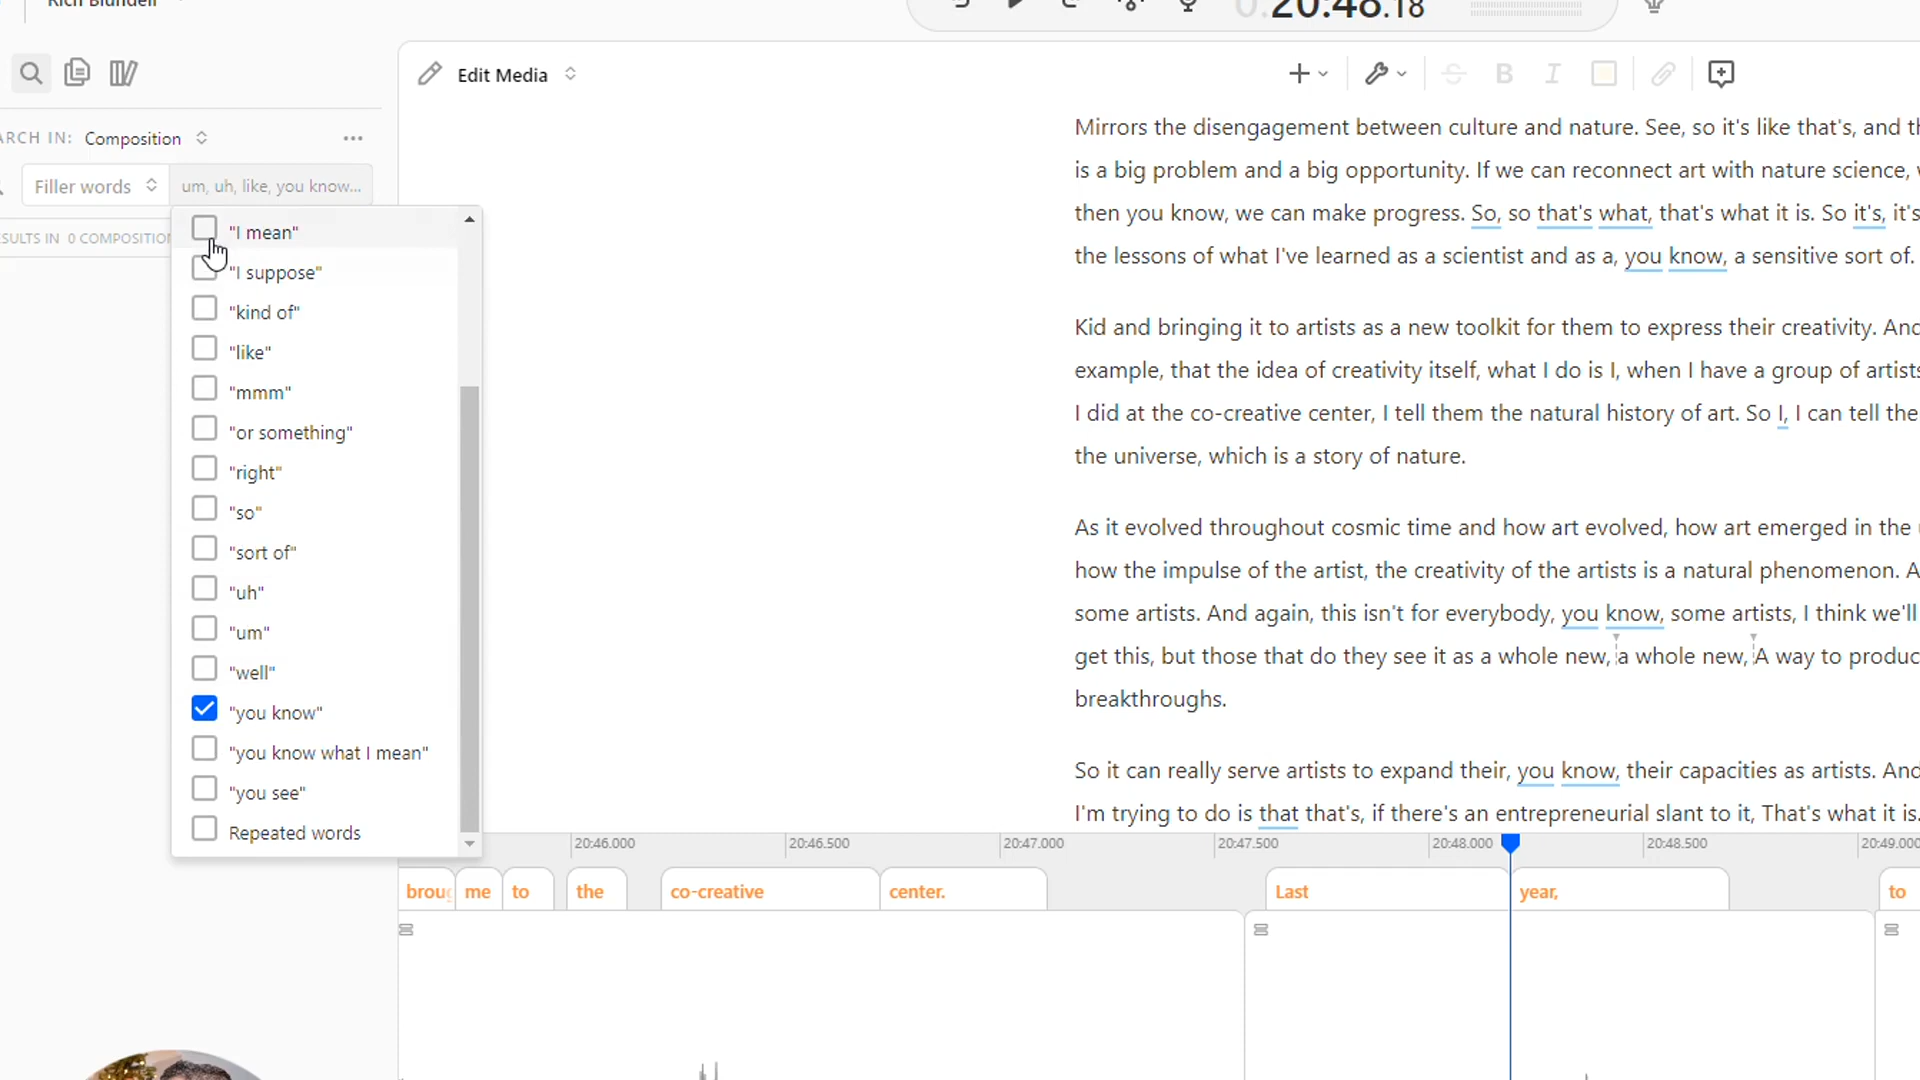 Rich Blundell
20:48.18
Edit Media
ARCH IN: Composition
Filler words
um, uh, like, you know...
SULTS IN 0 COMPOSITION
"I mean"
"I suppose"
"kind of"
"like"
"mmm"
"or something"
"right"
"so"
"sort of"
"uh"
"um"
"well"
"you know"
"you know what I mean"
"you see"
Repeated words
Mirrors the disengagement between culture and nature. See, so it's like that's, and th
is a big problem and a big opportunity. If we can reconnect art with nature science, w
then you know, we can make progress. So, so that's what, that's what it is. So it's, it's
the lessons of what I've learned as a scientist and as a, you know, a sensitive sort of.
Kid and bringing it to artists as a new toolkit for them to express their creativity. And
example, that the idea of creativity itself, what I do is I, when I have a group of artists
I did at the co-creative center, I tell them the natural history of art. So I, I can tell the
the universe, which is a story of nature.
As it evolved throughout cosmic time and how art evolved, how art emerged in the
how the impulse of the artist, the creativity of the artists is a natural phenomenon. A
some artists. And again, this isn't for everybody, you know, some artists, I think we'll
get this, but those that do they see it as a whole new, a whole new, A way to produc
breakthroughs.
So it can really serve artists to expand their, you know, their capacities as artists. And
I'm trying to do is that that's, if there's an entrepreneurial slant to it, That's what it is.
20:46.000 20:46.500 20:47.000 20:47.500 20:48.000 20:48.500 20:49.000
broug me to the co-creative center. Last year, to